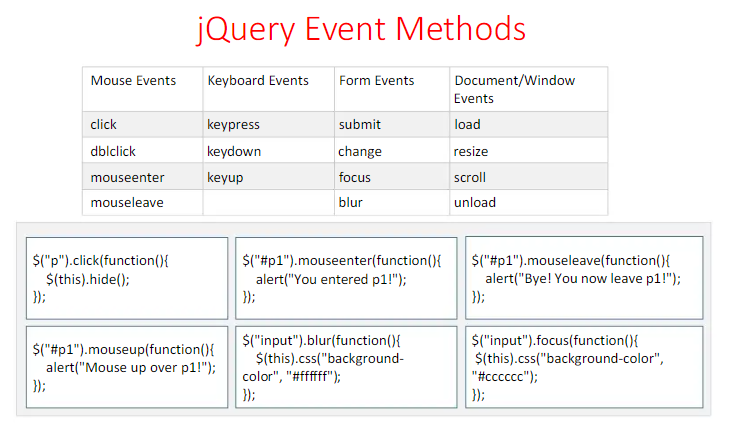 jQuery Event Methods
Mouse Events Keyboard Events Form Events Document/Window
Events
click keypress submit load
dblclick keydown change resize
mouseenter keyup focus scroll
mouseleave blur unload
$("p").click(function(){
$(this).hide();
});
$("#p1").mouseenter(function(){
alert("You entered p1!");
});
$("#p1").mouseleave(function(){
alert("Bye! You now leave p1!");
});
$("#p1").mouseup(function(){
alert("Mouse up over p1!");
});
$("input").blur(function(){
$(this).css("background-
color", "#ffffff");
});
$("input").focus(function(){
$(this).css("background-color",
"#cccccc");
});